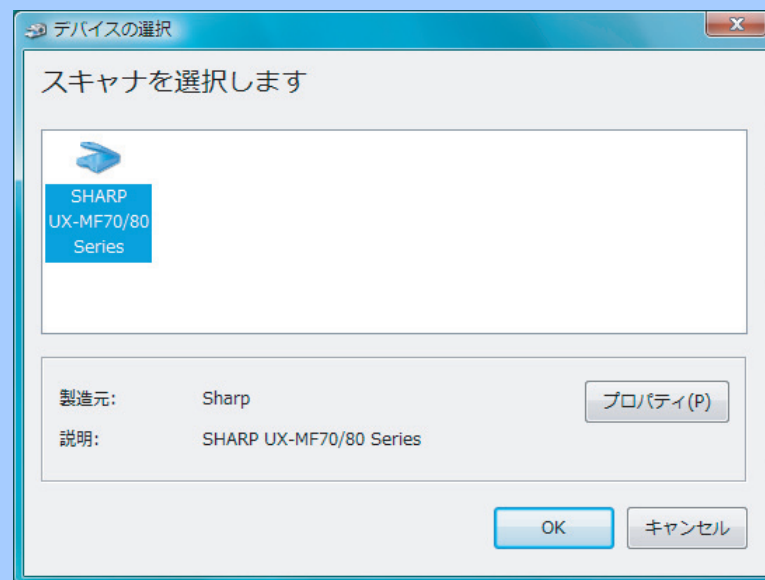 デバイスの選択
スキャナを選択します
SHARP
UX-MF70/80
Series
製造元: Sharp
プロパティ(P)
説明: SHARP UX-MF70/80 Series
OK キャンセル